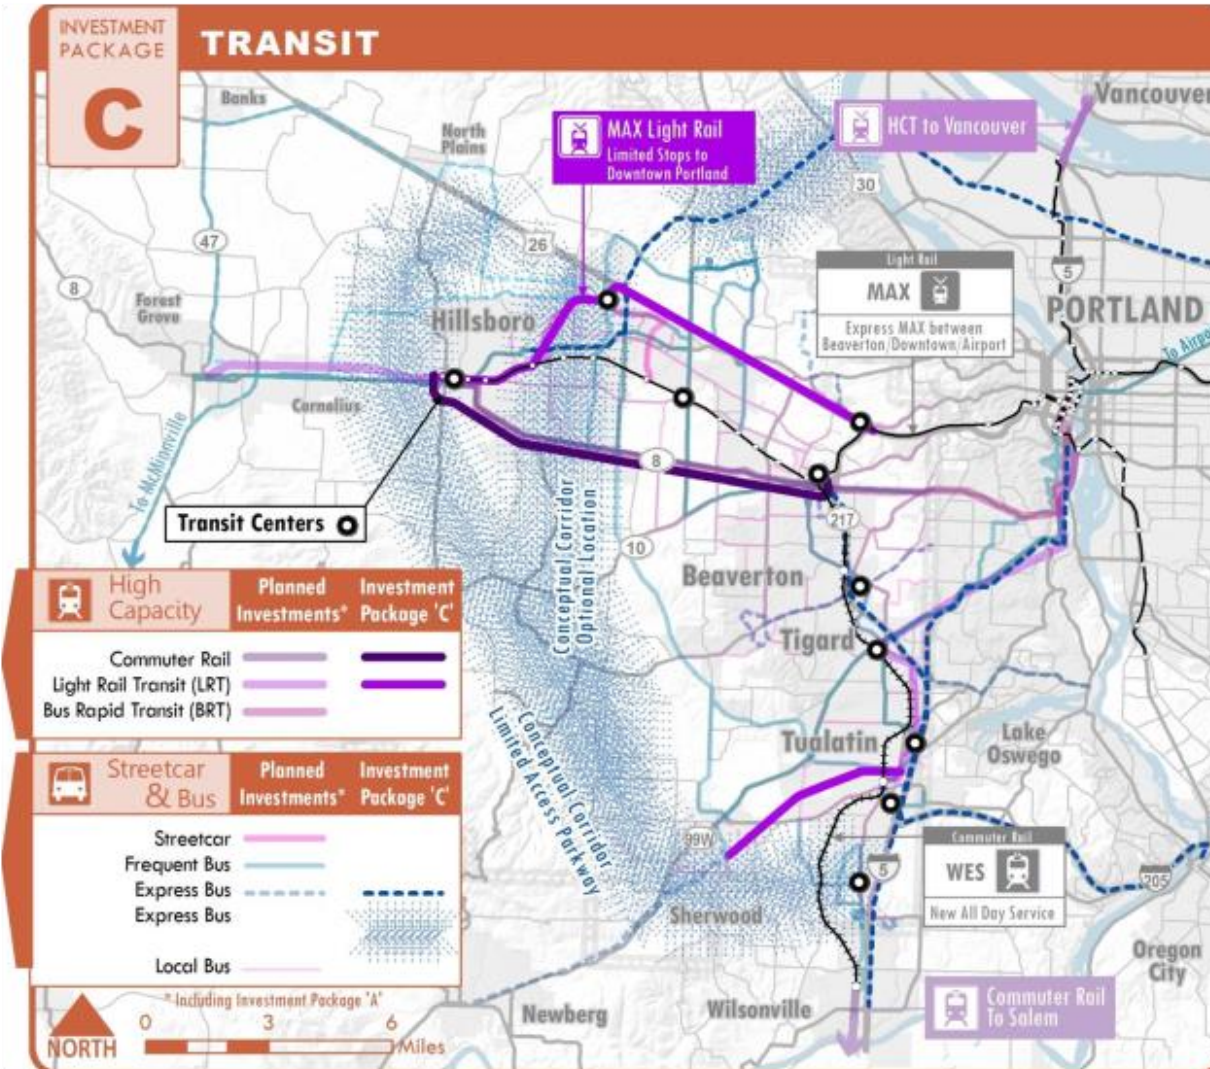 INVESTMENT
PACKAGE
C
TRANSIT
Banks
North
Plains
MAX Light Rail
Limited Stops to
Downtown Portland
HCT to Vancouver
Vancouver
30
47
26
8
5
Forest
Grove
Hillsboro
Light Rail
MAX
Express MAX between
Beaverton/Downtown/Airport
PORTLAND
To Airpo
Cornelius
To McMinnville
8
Transit Centers
Conceptual Corridor
Optional Location
217
10
Beaverton
Tigard
High
Capacity
Planned
Investments*
Investment
Package 'C'
Commuter Rail
Light Rail Transit (LRT)
Bus Rapid Transit (BRT)
Conceptual Corridor
Limited Access Parkway
Tualatin
Lake
Oswego
Streetcar
& Bus
Planned
Investments*
Investment
Package 'C'
Streetcar
Frequent Bus
Express Bus
Express Bus
Local Bus
* Including Investment Package 'A'
99W
Commuter Rail
WES
New All Day Service
5
205
Sherwood
Oregon
City
Newberg
Wilsonville
Commuter Rail
To Salem
NORTH
0 3 6
Miles